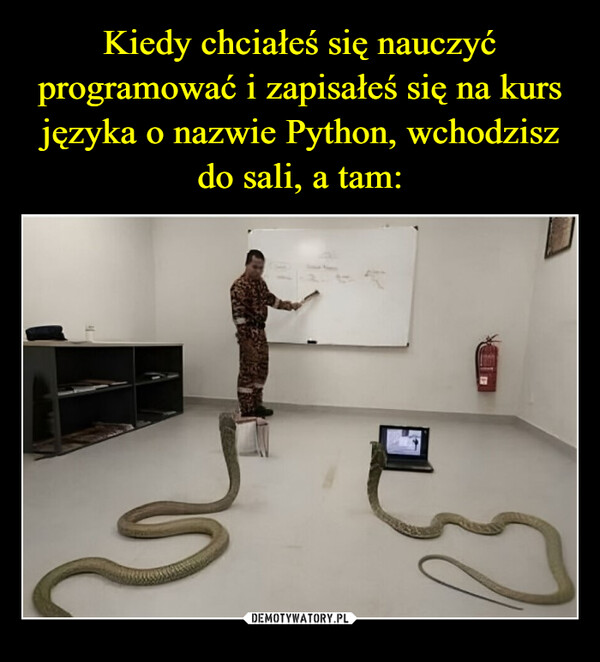 Kiedy chciałeś się nauczyć
programować i zapisałeś się na kurs
języka o nazwie Python, wchodzisz
do sali, a tam:
DEMOTYWATORY.PL